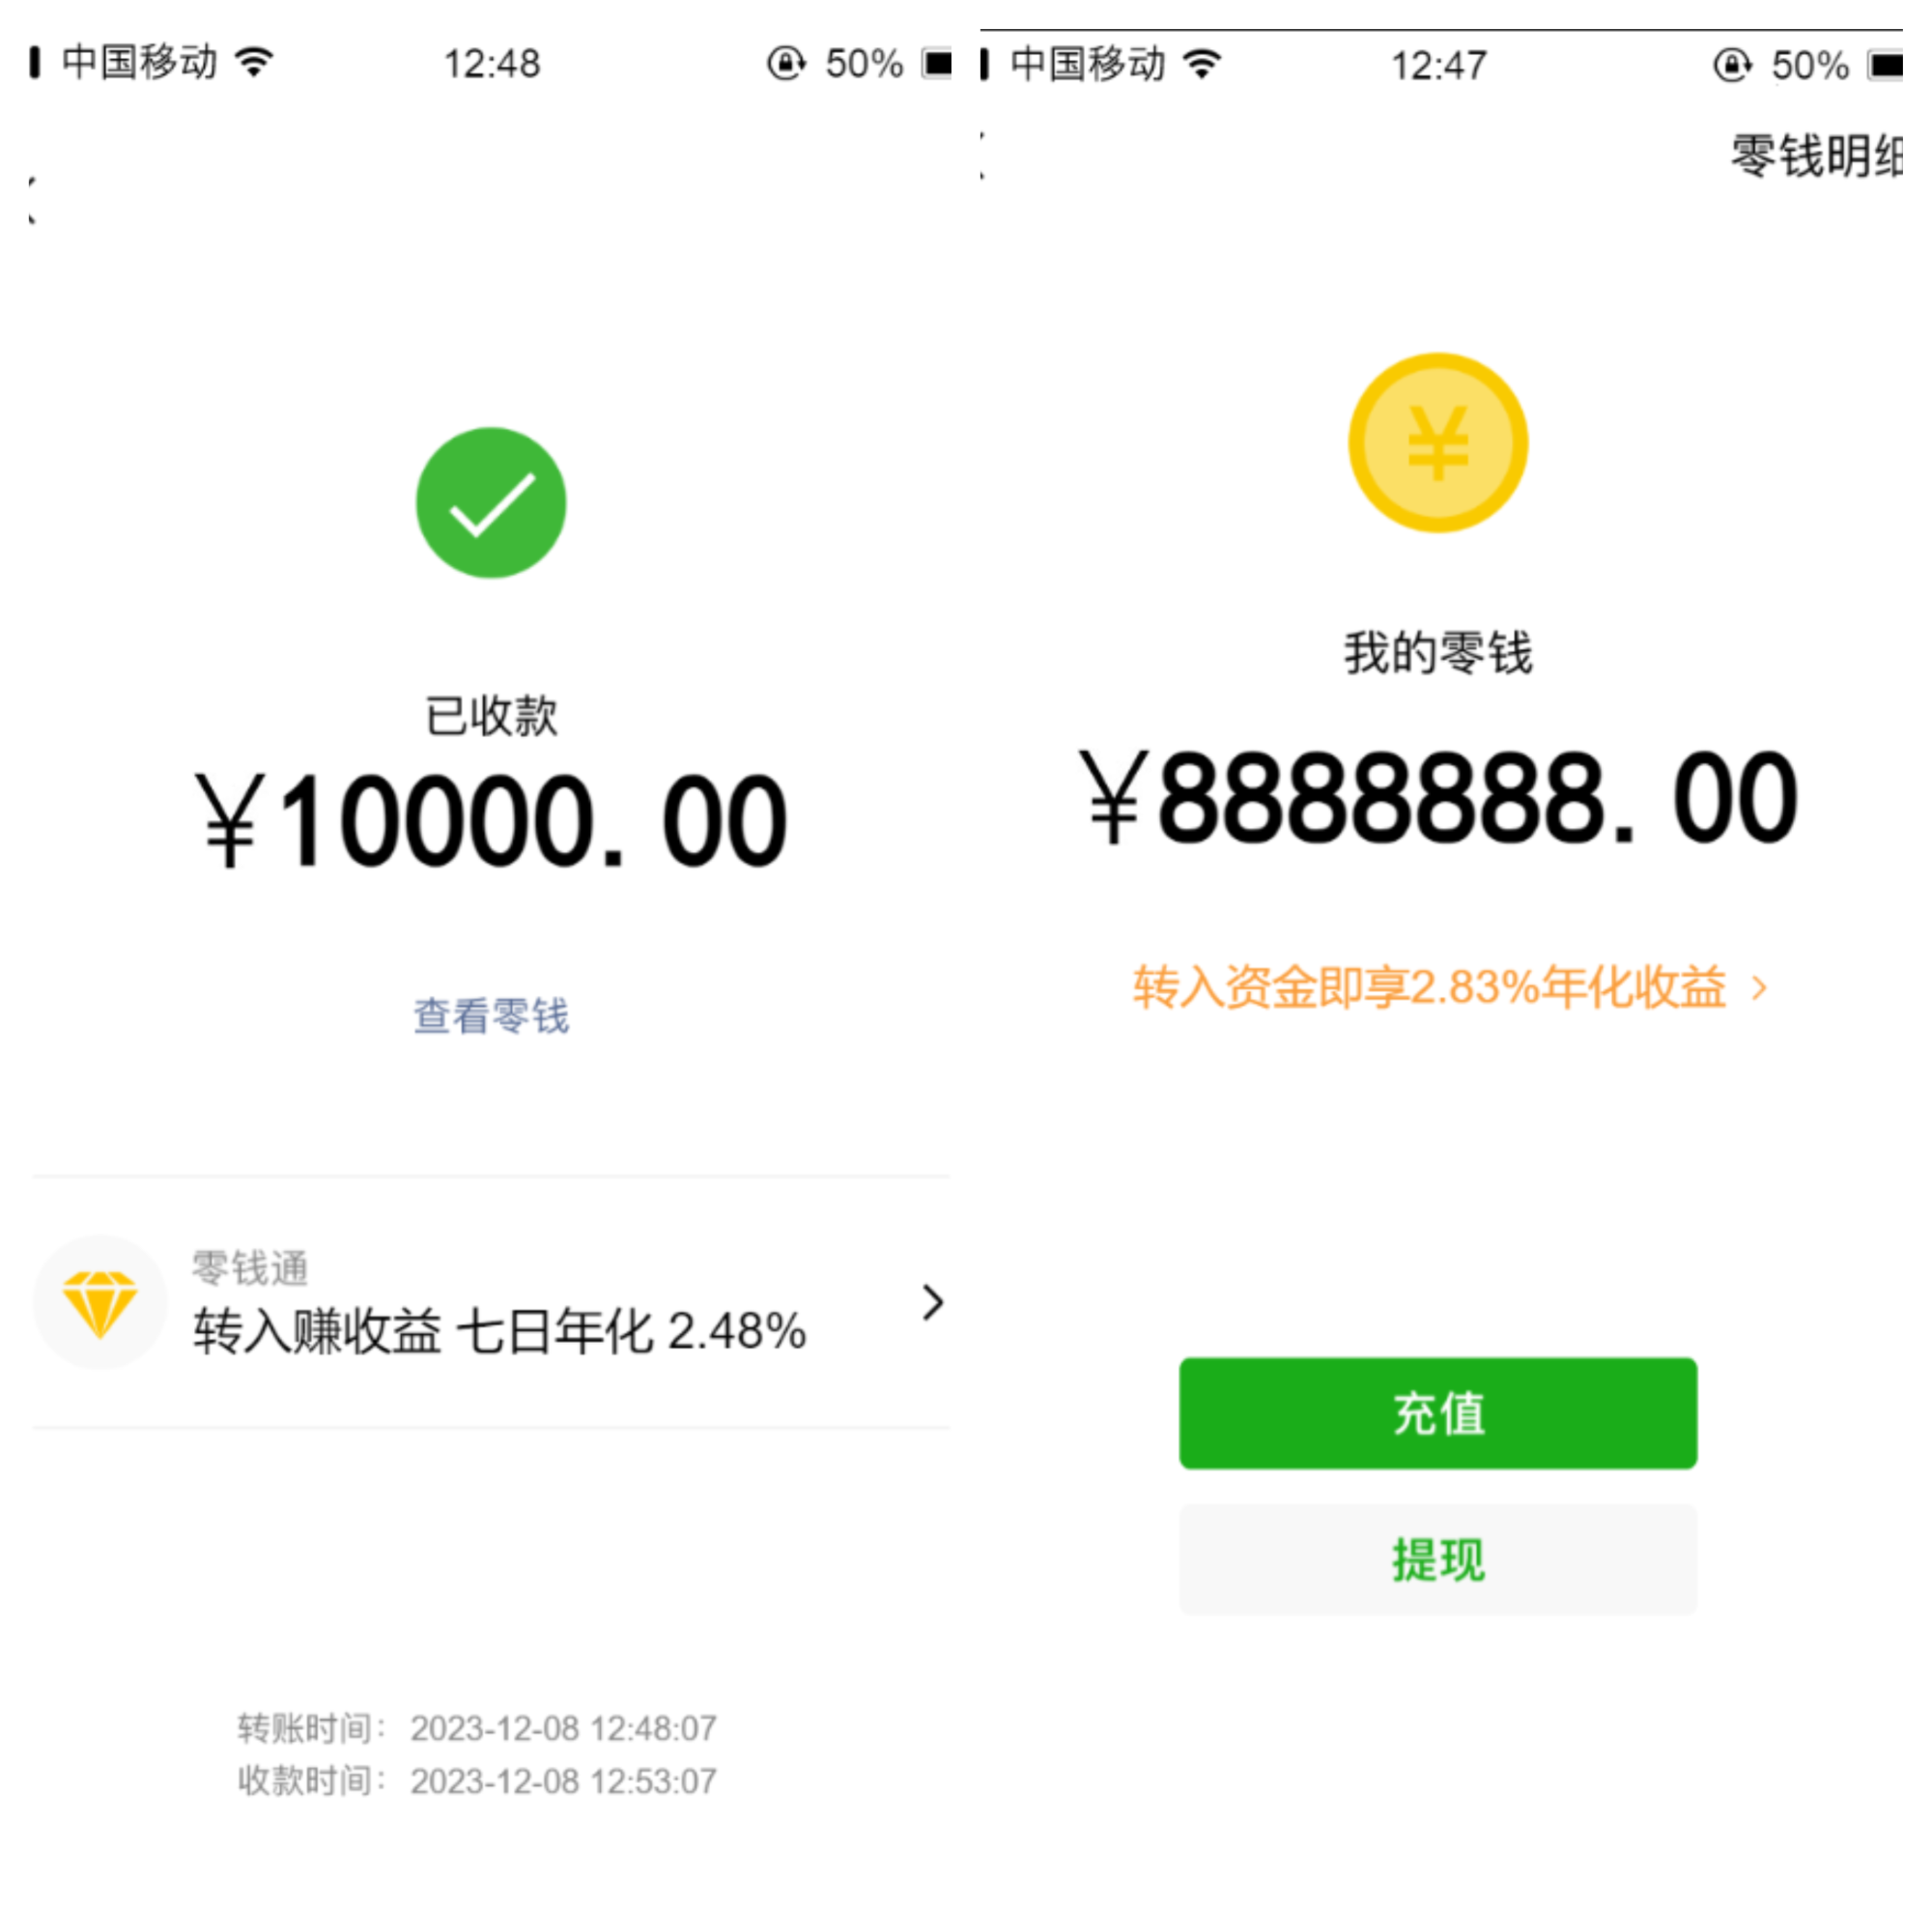 中国移动 12:48 50%
已收款
¥10000.00
查看零钱
零钱通
转入赚收益 七日年化 2.48%
转账时间： 2023-12-08 12:48:07
收款时间： 2023-12-08 12:53:07
中国移动 12:47 50%
零钱明细
我的零钱
¥8888888.00
转入资金即享2.83%年化收益 >
充值
提现